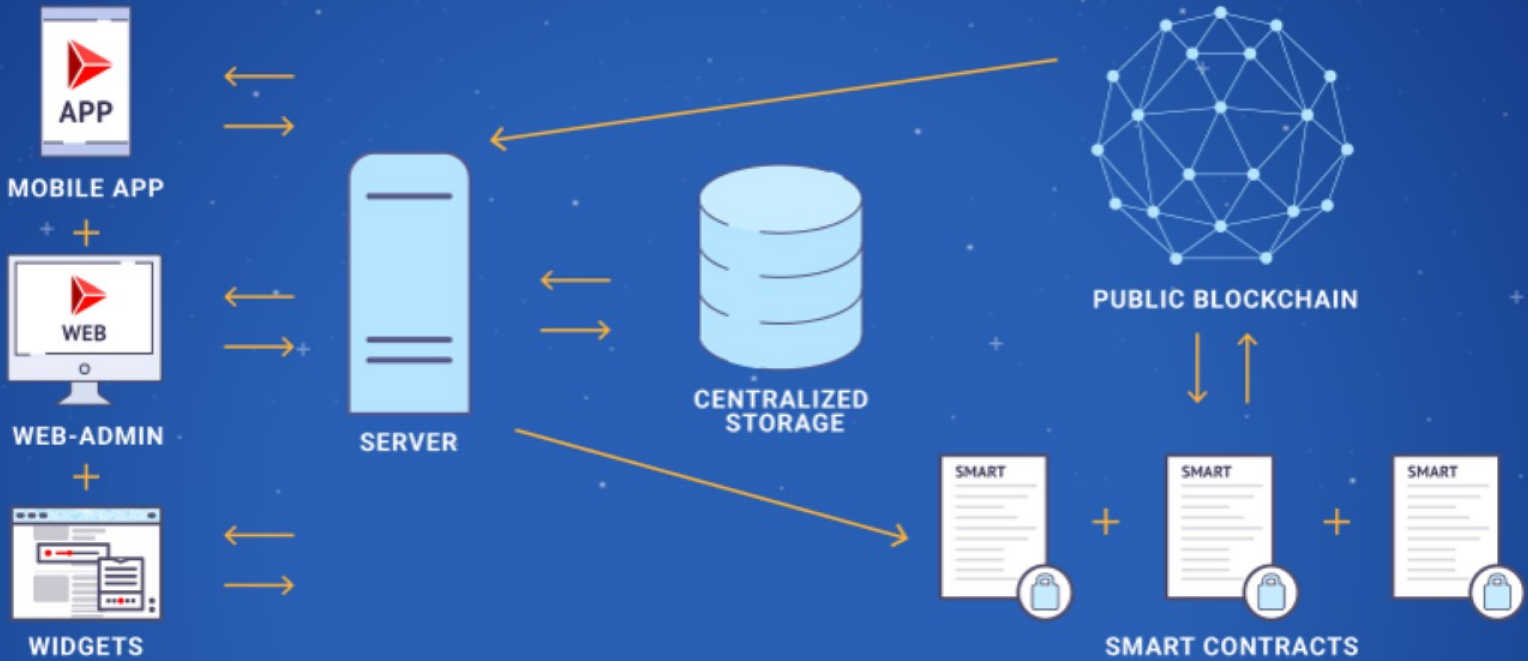 APP
MOBILE APP
WEB
WEB-ADMIN
WIDGETS
SERVER
CENTRALIZED
STORAGE
PUBLIC BLOCKCHAIN
SMART
SMART
SMART
SMART CONTRACTS